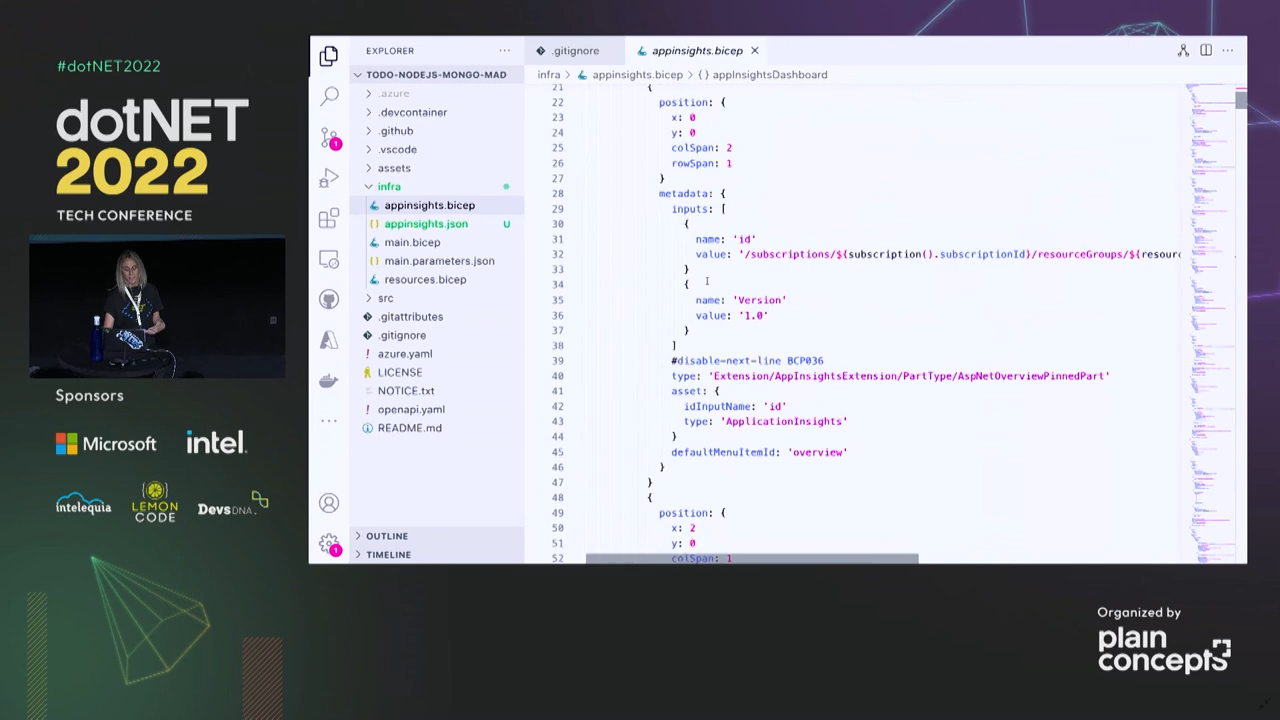 #dotNET2022
dotNET
2022
TECH CONFERENCE
Sponsors
Microsoft
intel.
intelequia
LEMON
CODE
DevsDNA
EXPLORER
TODO-NODEJS-MONGO-MAD
.azure
.devcontainer
.github
.vscode
assets
infra
appinsights.bicep
appinsights.json U
main.bicep
main.parameters.json
resources.bicep
src
.gitattributes
.gitignore
azure.yaml
LICENSE
NOTICE.txt
openapi.yaml
README.md
OUTLINE
TIMELINE
1
1
.gitignore
appinsights.bicep
infra > appinsights.bicep > {} appInsightsDashboard
21 {
22 position: {
23 x: 0
24 y: 0
25 colSpan: 2
26 rowSpan: 1
27 }
28 metadata: {
29 inputs: [
30 {
31 name: 'id'
32 value: '/subscriptions/${subscription().subscriptionId}/resourceGroups/${resour
33 }
34 {
35 name: 'Version'
36 value: '1.0'
37 }
38 ]
39 #disable-next-line BCP036
40 type: 'Extension/AppInsightsExtension/PartType/AspNetOverviewPinnedPart'
41 asset: {
42 idInputName: 'id'
43 type: 'ApplicationInsights'
44 }
45 defaultMenuItemId: 'overview'
46 }
47 }
48 {
49 position: {
50 x: 2
51 y: 0
52 colSpan: 1
Organized by
plain
concepts